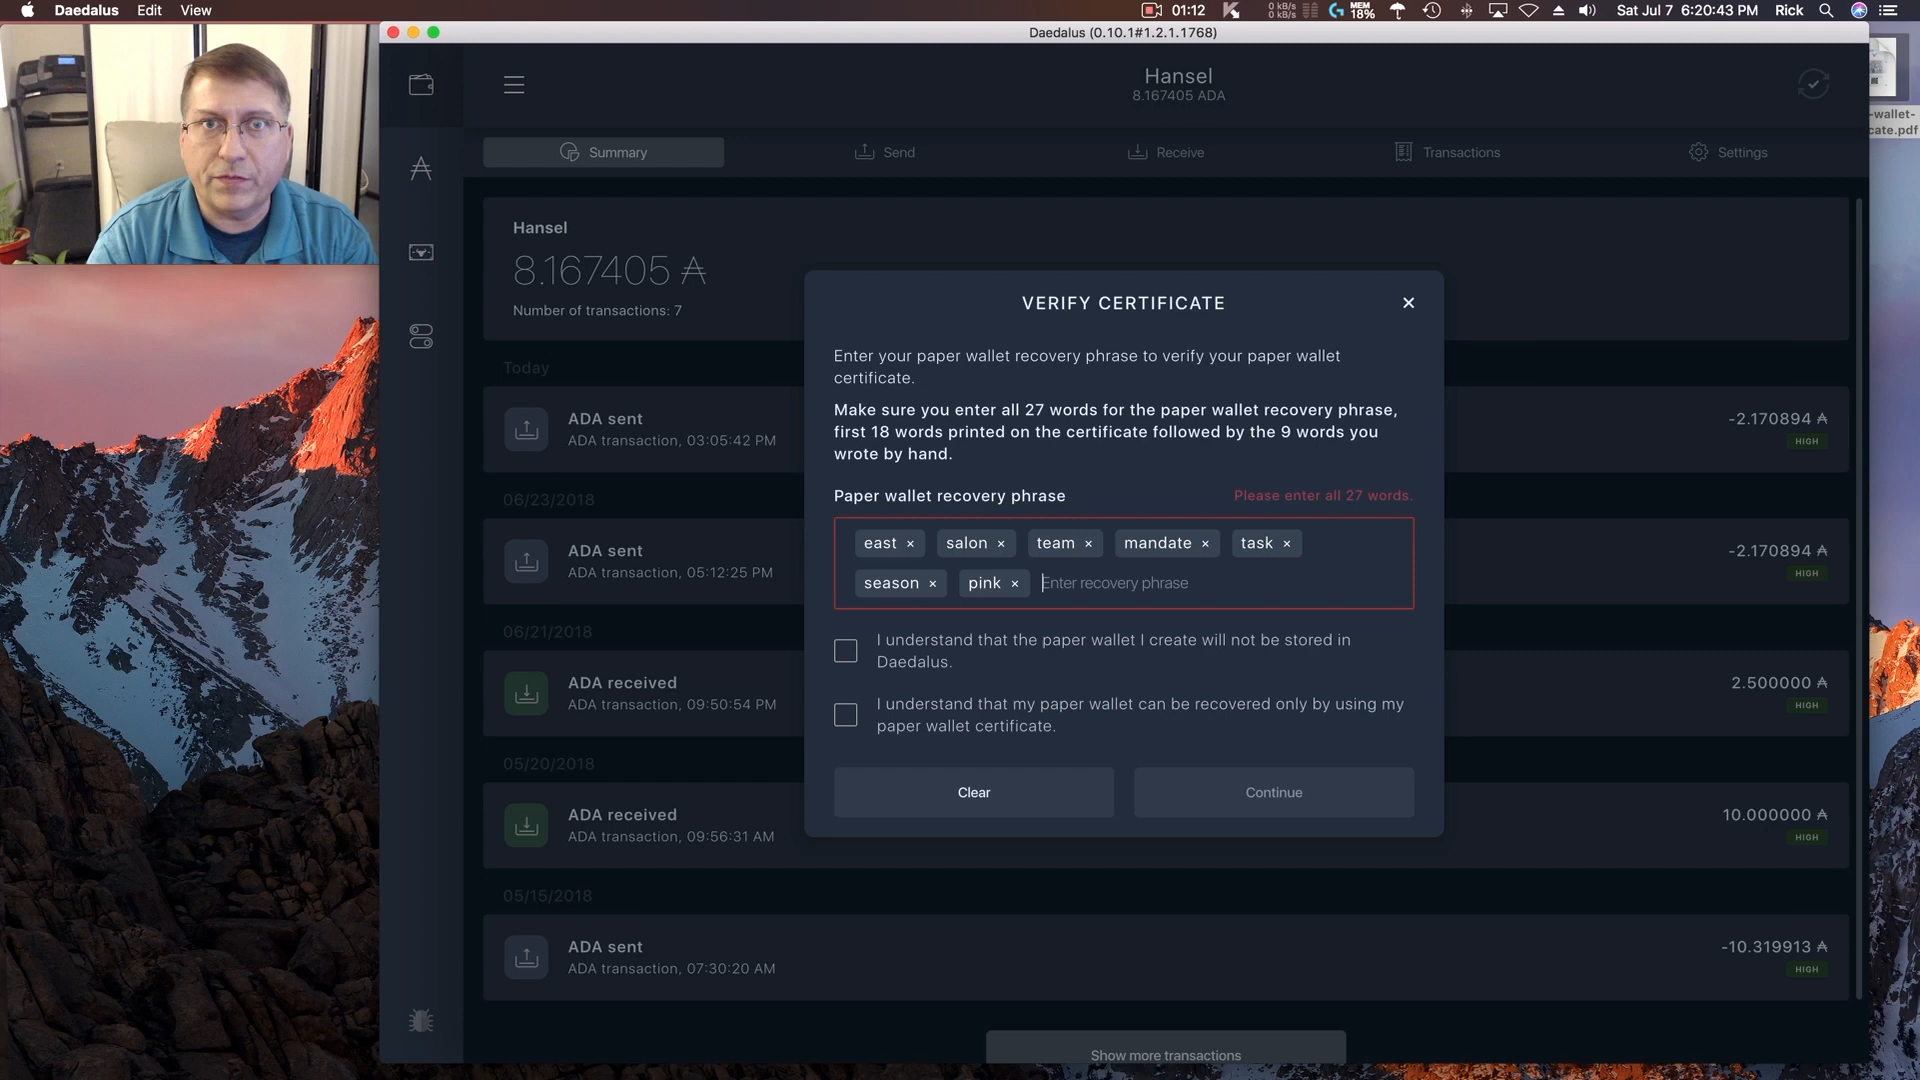 Daedalus Edit View
01:12 0 kB/s 0 kB/s MEM 18% Sat Jul 7 6:20:43 PM Rick
Daedalus (0.10.1#1.2.1.1768)
-wallet-
cate.pdf
Hansel
8.167405 ADA
Summary Send Receive Transactions Settings
Hansel
8.167405
Number of transactions: 7
Today
ADA sent
ADA transaction, 03:05:42 PM
-2.170894
HIGH
06/23/2018
ADA sent
ADA transaction, 05:12:25 PM
-2.170894
HIGH
06/21/2018
ADA received
ADA transaction, 09:50:54 PM
2.500000
HIGH
05/20/2018
ADA received
ADA transaction, 09:56:31 AM
10.000000
HIGH
05/15/2018
ADA sent
ADA transaction, 07:30:20 AM
-10.319913
HIGH
Show more transactions
VERIFY CERTIFICATE
Enter your paper wallet recovery phrase to verify your paper wallet
certificate.
Make sure you enter all 27 words for the paper wallet recovery phrase,
first 18 words printed on the certificate followed by the 9 words you
wrote by hand.
Paper wallet recovery phrase Please enter all 27 words.
east × salon × team × mandate × task ×
season × pink × Enter recovery phrase
I understand that the paper wallet I create will not be stored in
Daedalus.
I understand that my paper wallet can be recovered only by using my
paper wallet certificate.
Clear Continue